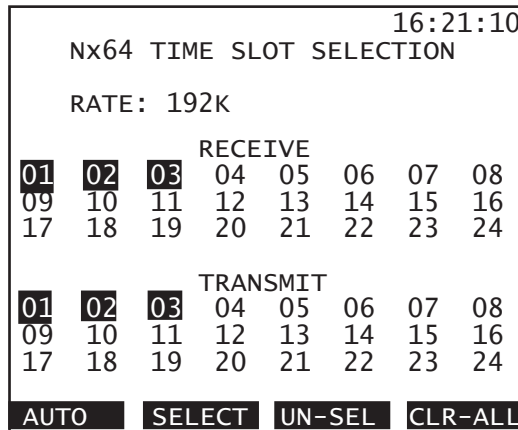 16:21:10
Nx64 TIME SLOT SELECTION
RATE: 192K
RECEIVE
01 02 03 04 05 06 07 08
09 10 11 12 13 14 15 16
17 18 19 20 21 22 23 24
TRANSMIT
01 02 03 04 05 06 07 08
09 10 11 12 13 14 15 16
17 18 19 20 21 22 23 24
AUTO SELECT UN-SEL CLR-ALL